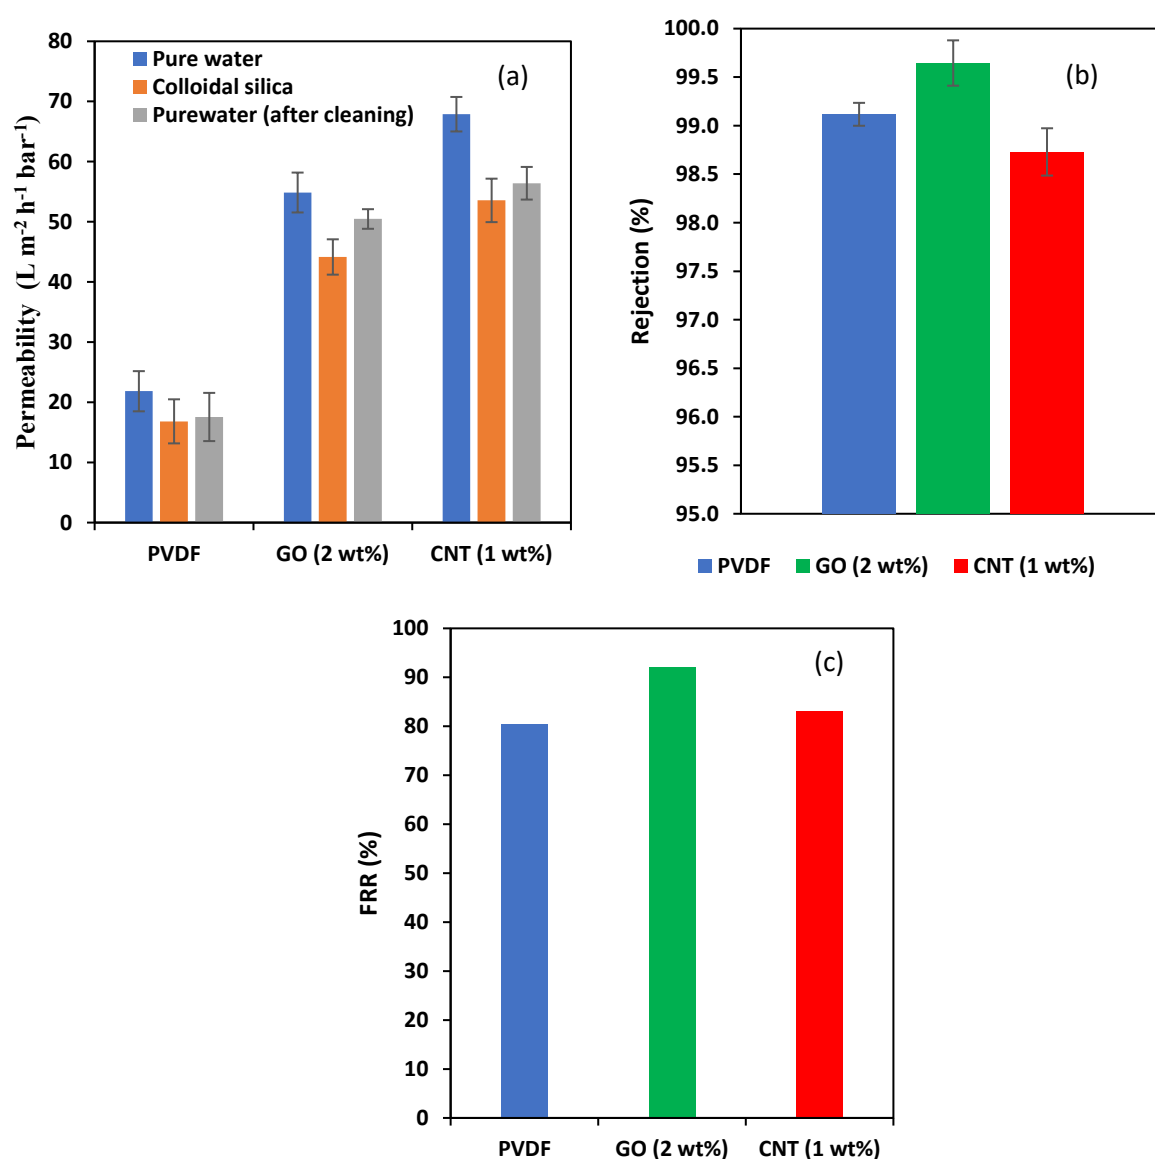 Permeability (L m⁻² h⁻¹ bar⁻¹)
80
70
60
50
40
30
20
10
0
Pure water
Colloidal silica
Purewater (after cleaning)
(a)
PVDF GO (2 wt%) CNT (1 wt%)
Rejection (%)
100.0
99.5
99.0
98.5
98.0
97.5
97.0
96.5
96.0
95.5
95.0
(b)
PVDF GO (2 wt%) CNT (1 wt%)
FRR (%)
100
90
80
70
60
50
40
30
20
10
0
(c)
PVDF GO (2 wt%) CNT (1 wt%)